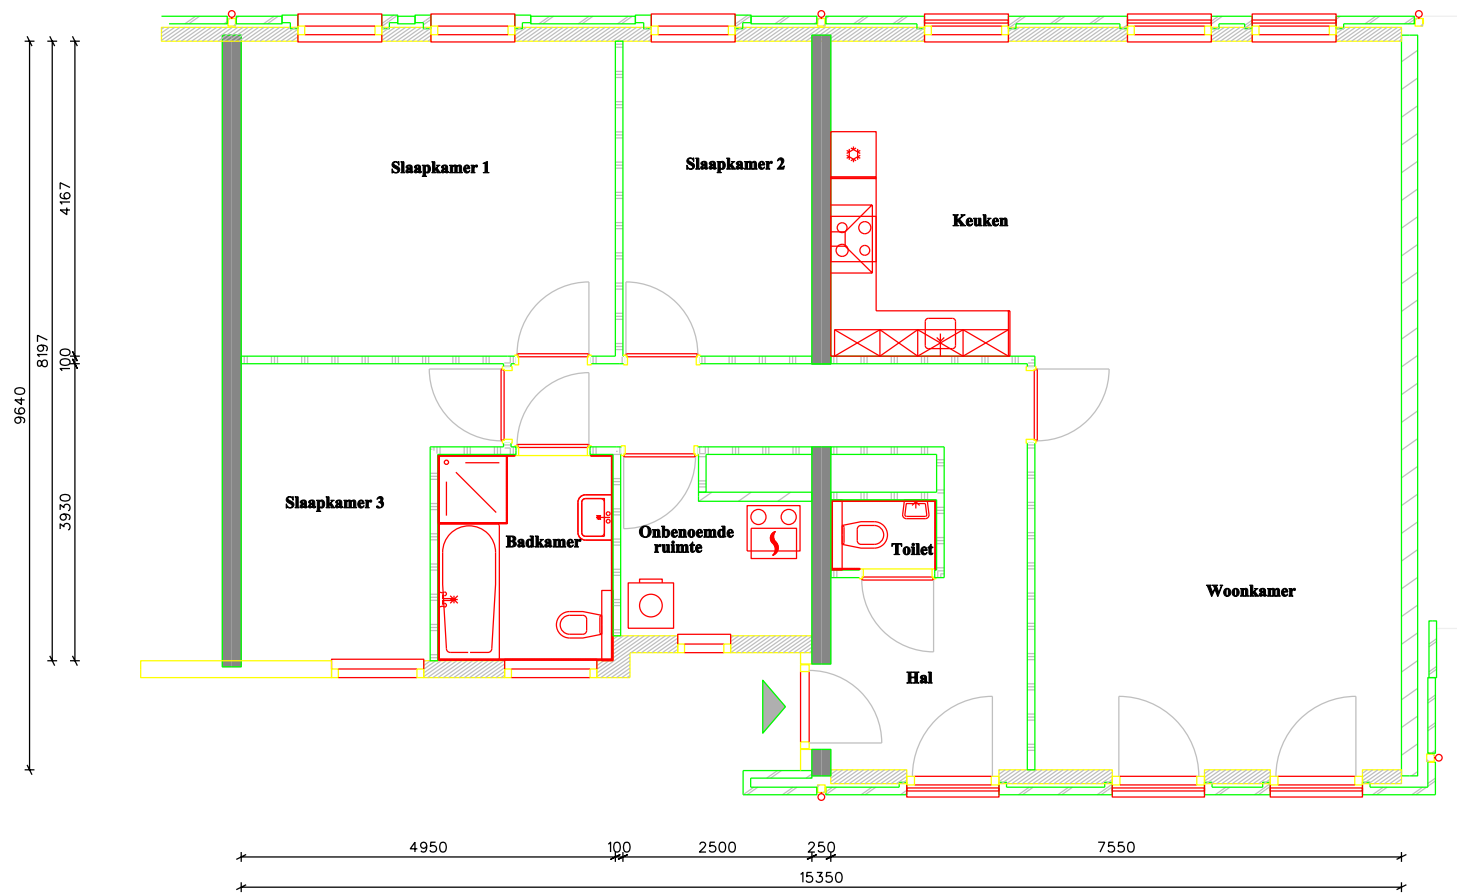 Slaapkamer 1
Slaapkamer 2
Keuken
4167
8197
100
9640
3930
Slaapkamer 3
Badkamer
Onbenoemde
ruimte
Toilet
Woonkamer
Hal
4950
100
2500
250
7550
15350